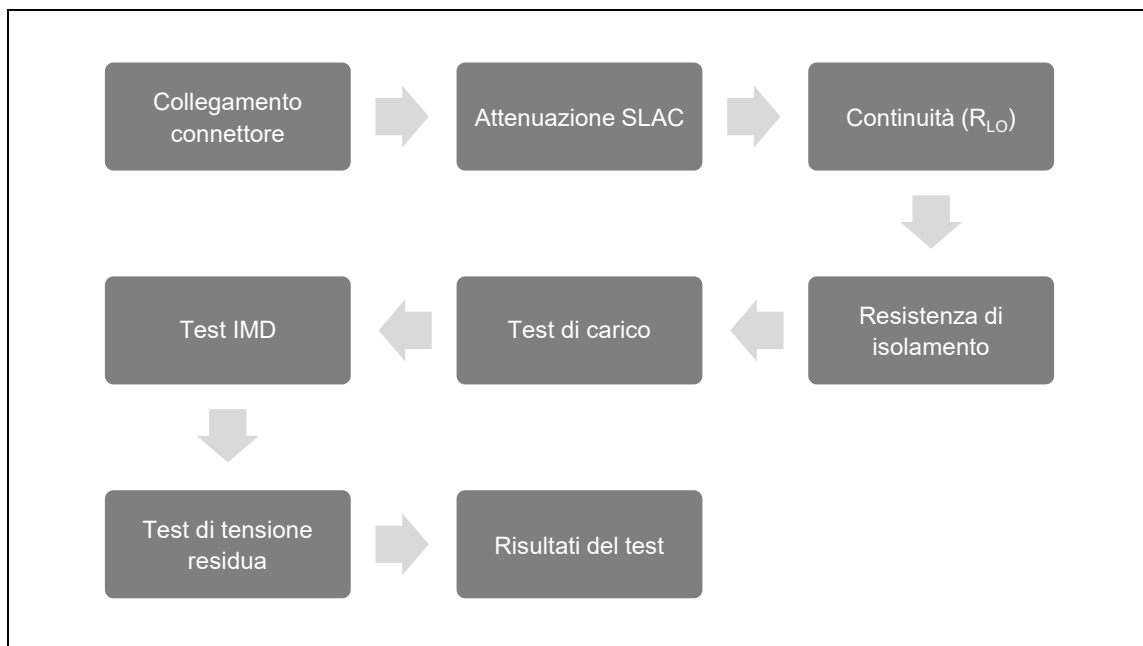 Collegamento
connettore
Attenuazione SLAC
Continuità (RLO)
Resistenza di
isolamento
Test di carico
Test IMD
Test di tensione
residua
Risultati del test